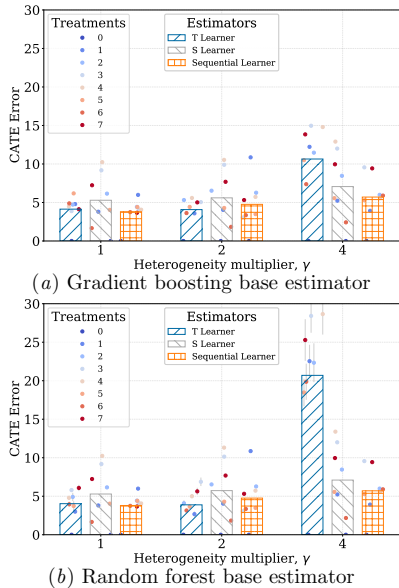 30
25
20
15
10
5
0
CATE Error
Treatments
0
1
2
3
4
5
6
7
Estimators
T Learner
S Learner
Sequential Learner
1
2
4
Heterogeneity multiplier, γ
(a) Gradient boosting base estimator
30
25
20
15
10
5
0
CATE Error
Treatments
0
1
2
3
4
5
6
7
Estimators
T Learner
S Learner
Sequential Learner
1
2
4
Heterogeneity multiplier, γ
(b) Random forest base estimator